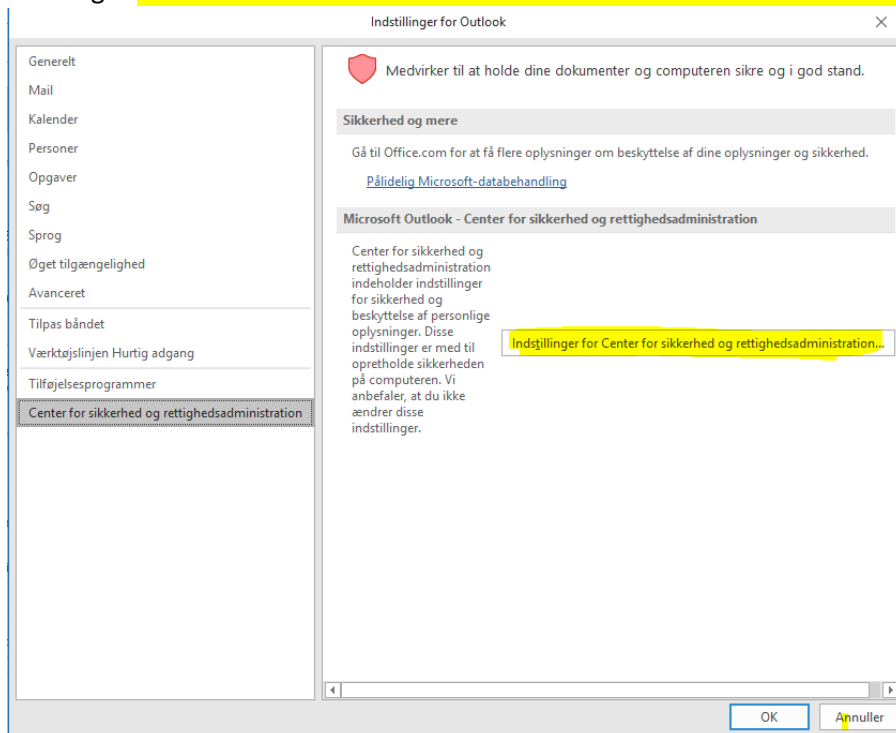 Indstillinger for Outlook
Generelt
Mail
Kalender
Personer
Opgaver
Søg
Sprog
Øget tilgængelighed
Avanceret
Tilpas båndet
Værktøjslinjen Hurtig adgang
Tilføjelsesprogrammer
Center for sikkerhed og rettighedsadministration
Medvirker til at holde dine dokumenter og computeren sikre og i god stand.
Sikkerhed og mere
Gå til Office.com for at få flere oplysninger om beskyttelse af dine oplysninger og sikkerhed.
Pålidelig Microsoft-databehandling
Microsoft Outlook - Center for sikkerhed og rettighedsadministration
Center for sikkerhed og
rettighedsadministration
indeholder indstillinger
for sikkerhed og
beskyttelse af personlige
oplysninger. Disse
indstillinger er med til
opretholde sikkerheden
på computeren. Vi
anbefaler, at du ikke
ændrer disse
indstillinger.
Indstillinger for Center for sikkerhed og rettighedsadministration...
OK
Annuller